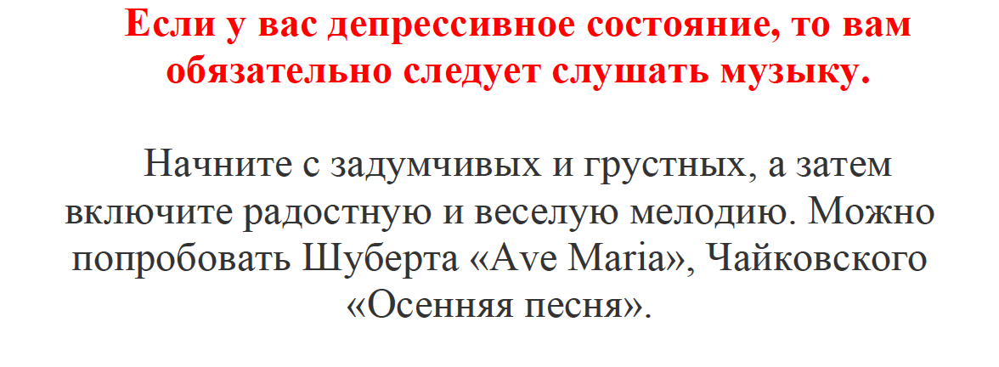 Если у вас депрессивное состояние, то вам
обязательно следует слушать музыку.
Начните с задумчивых и грустных, а затем
включите радостную и веселую мелодию. Можно
попробовать Шуберта «Ave Maria», Чайковского
«Осенняя песня».